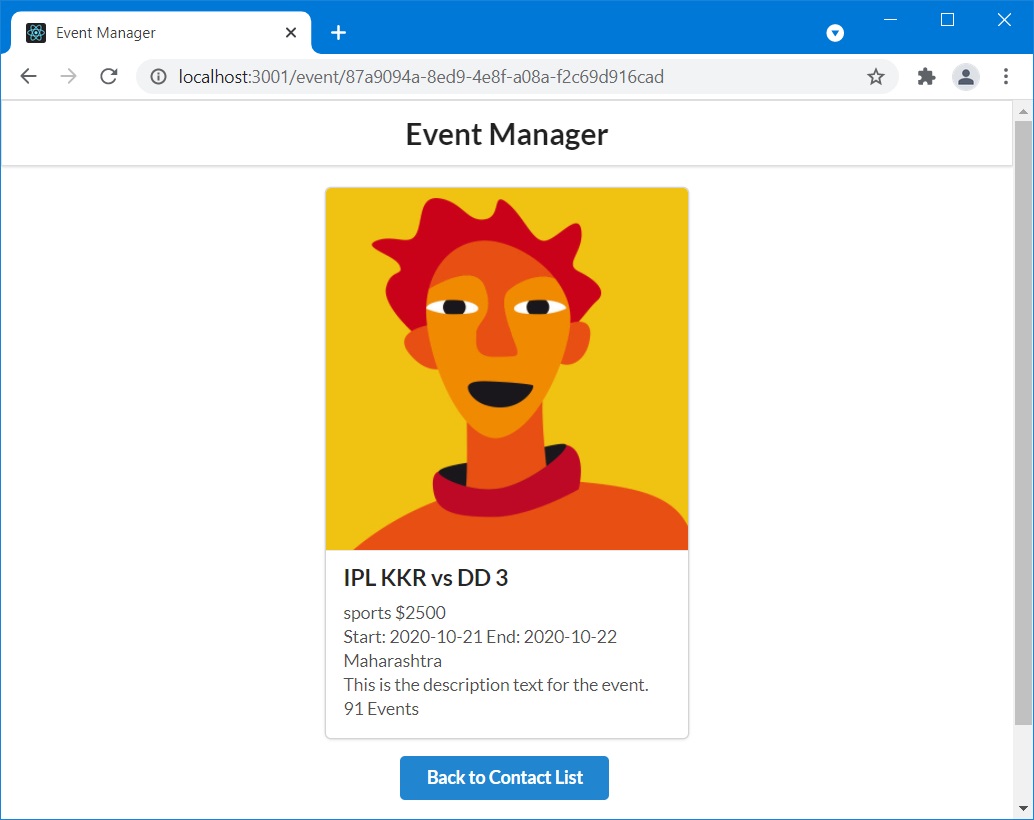 Event Manager
localhost:3001/event/87a9094a-8ed9-4e8f-a08a-f2c69d916cad
Event Manager
IPL KKR vs DD 3
sports $2500
Start: 2020-10-21 End: 2020-10-22
Maharashtra
This is the description text for the event.
91 Events
Back to Contact List